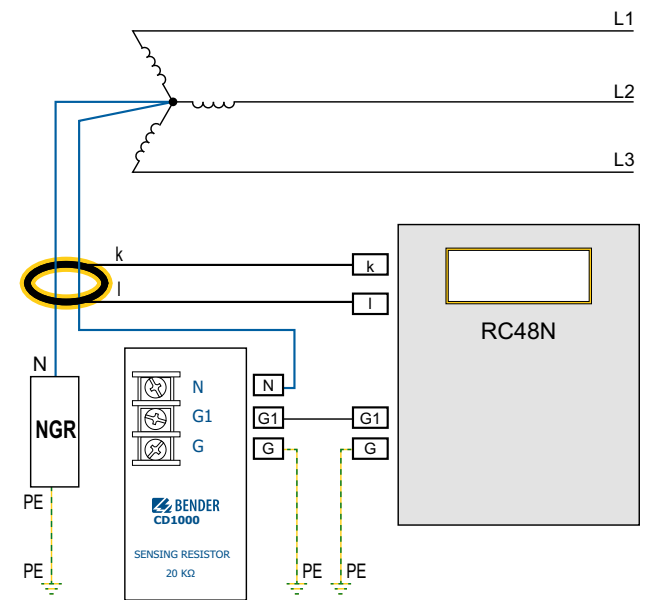 L1
L2
L3
k
k
l
l
RC48N
N
NGR
PE
PE
N
G1
G
N
G1
G
G1
G
BENDER
CD1000
SENSING RESISTOR
20 KΩ
PE
PE